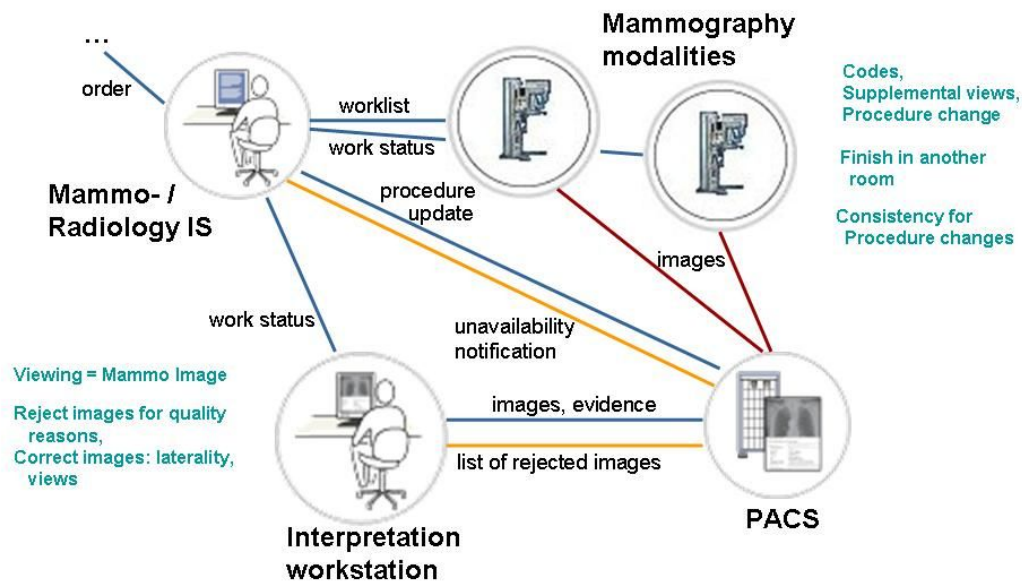 ...
order
Mammo- /
Radiology IS
worklist
work status
Mammography
modalities
Codes,
Supplemental views,
Procedure change
Finish in another
room
Consistency for
Procedure changes
procedure
update
images
work status
unavailability
notification
Viewing = Mammo Image
Reject images for quality
reasons,
Correct images: laterality,
views
images, evidence
list of rejected images
Interpretation
workstation
PACS